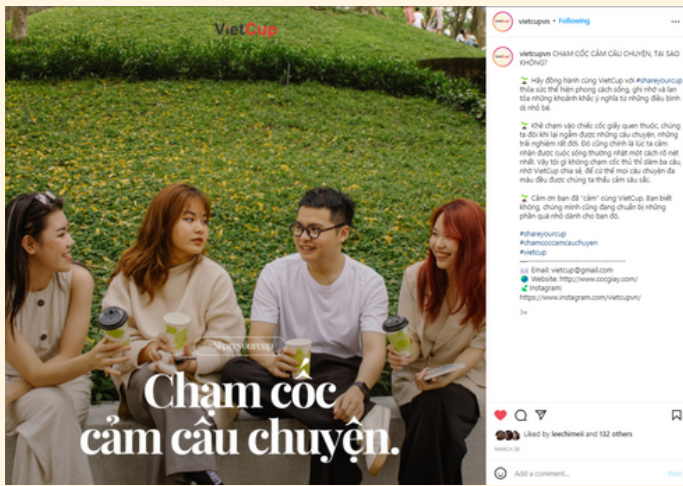 VietCup
Shareyourcup
Chạm cốc
cảm câu chuyện.
vietcupvn • Following
vietcupvn CHẠM CỐC CẢM CÂU CHUYỆN, TẠI SAO
KHÔNG?
Hãy đồng hành cùng VietCup với #shareyourcup
thỏa sức thể hiện phong cách sống, ghi nhớ và lan
tỏa những khoảnh khắc ý nghĩa từ những điều bình
dị nhỏ bé.
Khẽ chạm vào chiếc cốc giấy quen thuộc, chúng
ta đôi khi lại ngẫm được những câu chuyện, những
trải nghiệm rất đời. Đó cũng chính là lúc ta cảm
nhận được cuộc sống thường nhật một cách rõ nét
nhất. Vậy tội gì không chạm cốc thủ thỉ dăm ba câu,
nhờ VietCup chia sẻ, để cứ thế mọi câu chuyện đa
màu đều được chúng ta thấu cảm sâu sắc.
Cảm ơn bạn đã "cảm" cùng VietCup. Bạn biết
không, chúng mình cũng đang chuẩn bị những
phần quà nhỏ dành cho bạn đó.
#shareyourcup
#chamcoccamcauchuyen
#vietcup
Email: vietcup@gmail.com
Website: http://www.cocgiay.com/
Instagram:
https://www.instagram.com/vietcupvn/
Liked by leechimeii and 132 others
MARCH 28
Add a comment...
Post